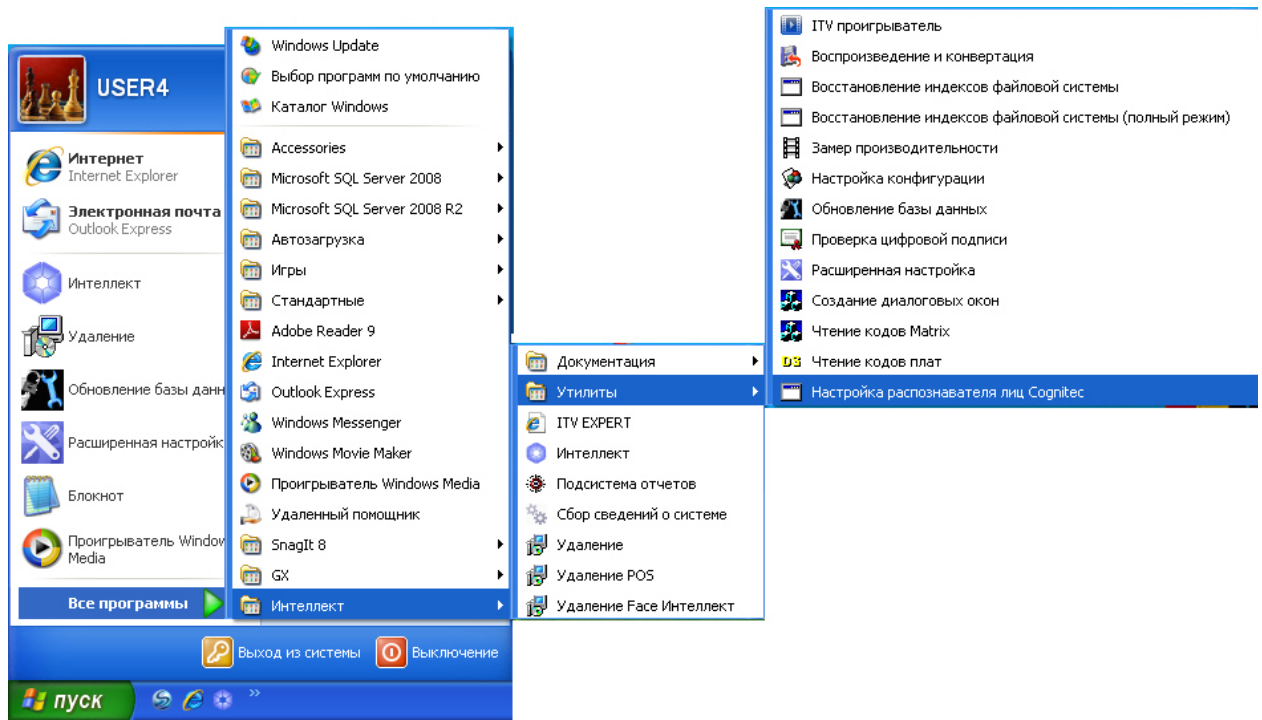 USER4
Интернет
Internet Explorer
Электронная почта
Outlook Express
Интеллект
Удаление
Обновление базы данн
Расширенная настройк
Блокнот
Проигрыватель Window
Media
Все программы
Выход из системы
Выключение
пуск
»
Windows Update
Выбор программ по умолчанию
Каталог Windows
Accessories
Microsoft SQL Server 2008
Microsoft SQL Server 2008 R2
Автозагрузка
Игры
Стандартные
Adobe Reader 9
Internet Explorer
Outlook Express
Windows Messenger
Windows Movie Maker
Проигрыватель Windows Media
Удаленный помощник
SnagIt 8
GX
Интеллект
Документация
Утилиты
ITV EXPERT
Интеллект
Подсистема отчетов
Сбор сведений о системе
Удаление
Удаление POS
Удаление Face Интеллект
ITV проигрыватель
Воспроизведение и конвертация
Восстановление индексов файловой системы
Восстановление индексов файловой системы (полный режим)
Замер производительности
Настройка конфигурации
Обновление базы данных
Проверка цифровой подписи
Расширенная настройка
Создание диалоговых окон
Чтение кодов Matrix
Чтение кодов плат
Настройка распознавателя лиц Cognitec